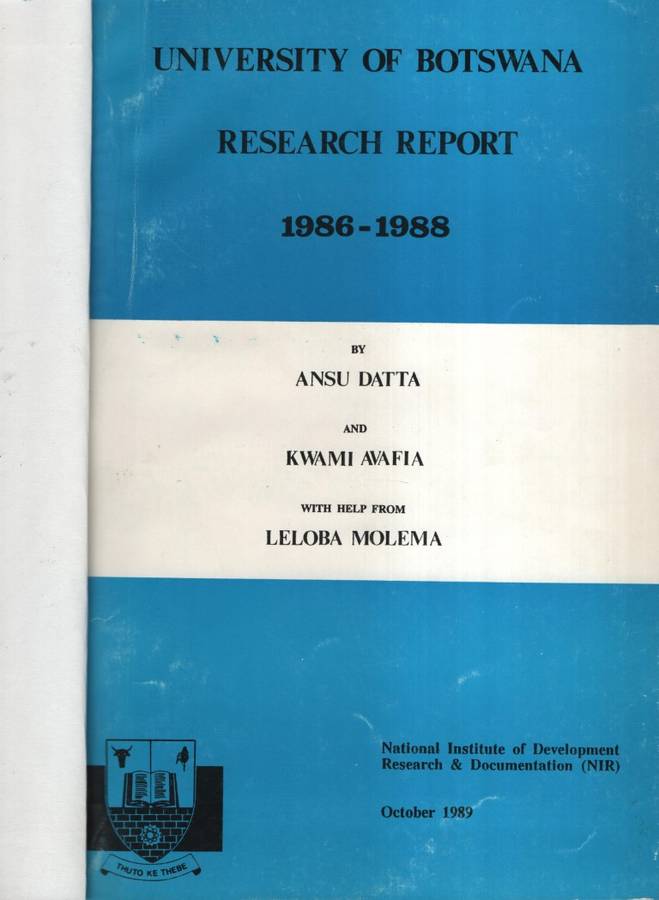 UNIVERSITY OF BOTSWANA
RESEARCH REPORT
1986-1988
BY
ANSU DATTA
AND
KWAMI AVAFIA
WITH HELP FROM
LELOBA MOLEMA
National Institute of Development
Research & Documentation (NIR)
October 1989
THUTO KE THEBE